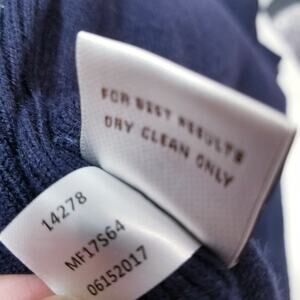 FOR BEST RESULTS
DRY CLEAN ONLY
14278
MF17S64
06152017